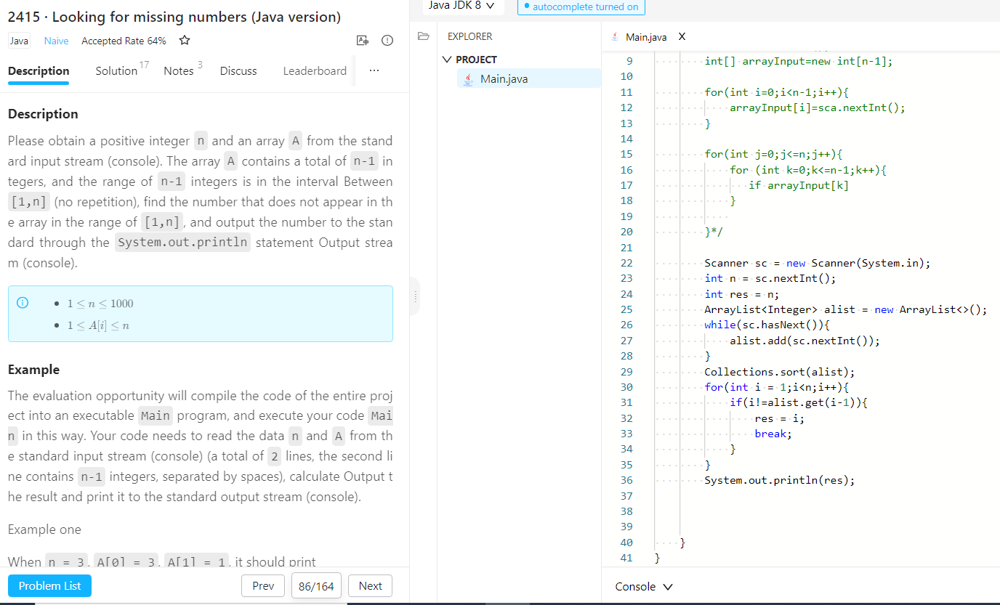 2415 · Looking for missing numbers (Java version)
Java Naive Accepted Rate 64%
Description Solution 17 Notes 3 Discuss Leaderboard ...
Description
Please obtain a positive integer n and an array A from the stand
ard input stream (console). The array A contains a total of n-1 in
tegers, and the range of n-1 integers is in the interval Between
[1,n] (no repetition), find the number that does not appear in th
e array in the range of [1,n], and output the number to the stan
dard through the System.out.println statement Output strea
m (console).
• 1 ≤ n ≤ 1000
• 1 ≤ A[i] ≤ n
Example
The evaluation opportunity will compile the code of the entire proj
ect into an executable Main program, and execute your code Mai
n in this way. Your code needs to read the data n and A from th
e standard input stream (console) (a total of 2 lines, the second li
ne contains n-1 integers, separated by spaces), calculate Output t
he result and print it to the standard output stream (console).
Example one
When n = 3, A[0] = 3, A[1] = 1, it should print
Problem List Prev 86/164 Next
Java JDK 8 autocomplete turned on
EXPLORER
PROJECT
Main.java
Main.java X
9 int[] arrayInput=new int[n-1];
10
11 for(int i=0;i<n-1;i++){
12 arrayInput[i]=sca.nextInt();
13 }
14
15 for(int j=0;j<=n;j++){
16 for (int k=0;k<=n-1;k++){
17 if arrayInput[k]
18 }
19
20 }*/
21
22 Scanner sc = new Scanner(System.in);
23 int n = sc.nextInt();
24 int res = n;
25 ArrayList<Integer> alist = new ArrayList<>();
26 while(sc.hasNext()){
27 alist.add(sc.nextInt());
28 }
29 Collections.sort(alist);
30 for(int i = 1;i<n;i++){
31 if(i!=alist.get(i-1)){
32 res = i;
33 break;
34 }
35 }
36 System.out.println(res);
37
38
39
40 }
41 }
Console